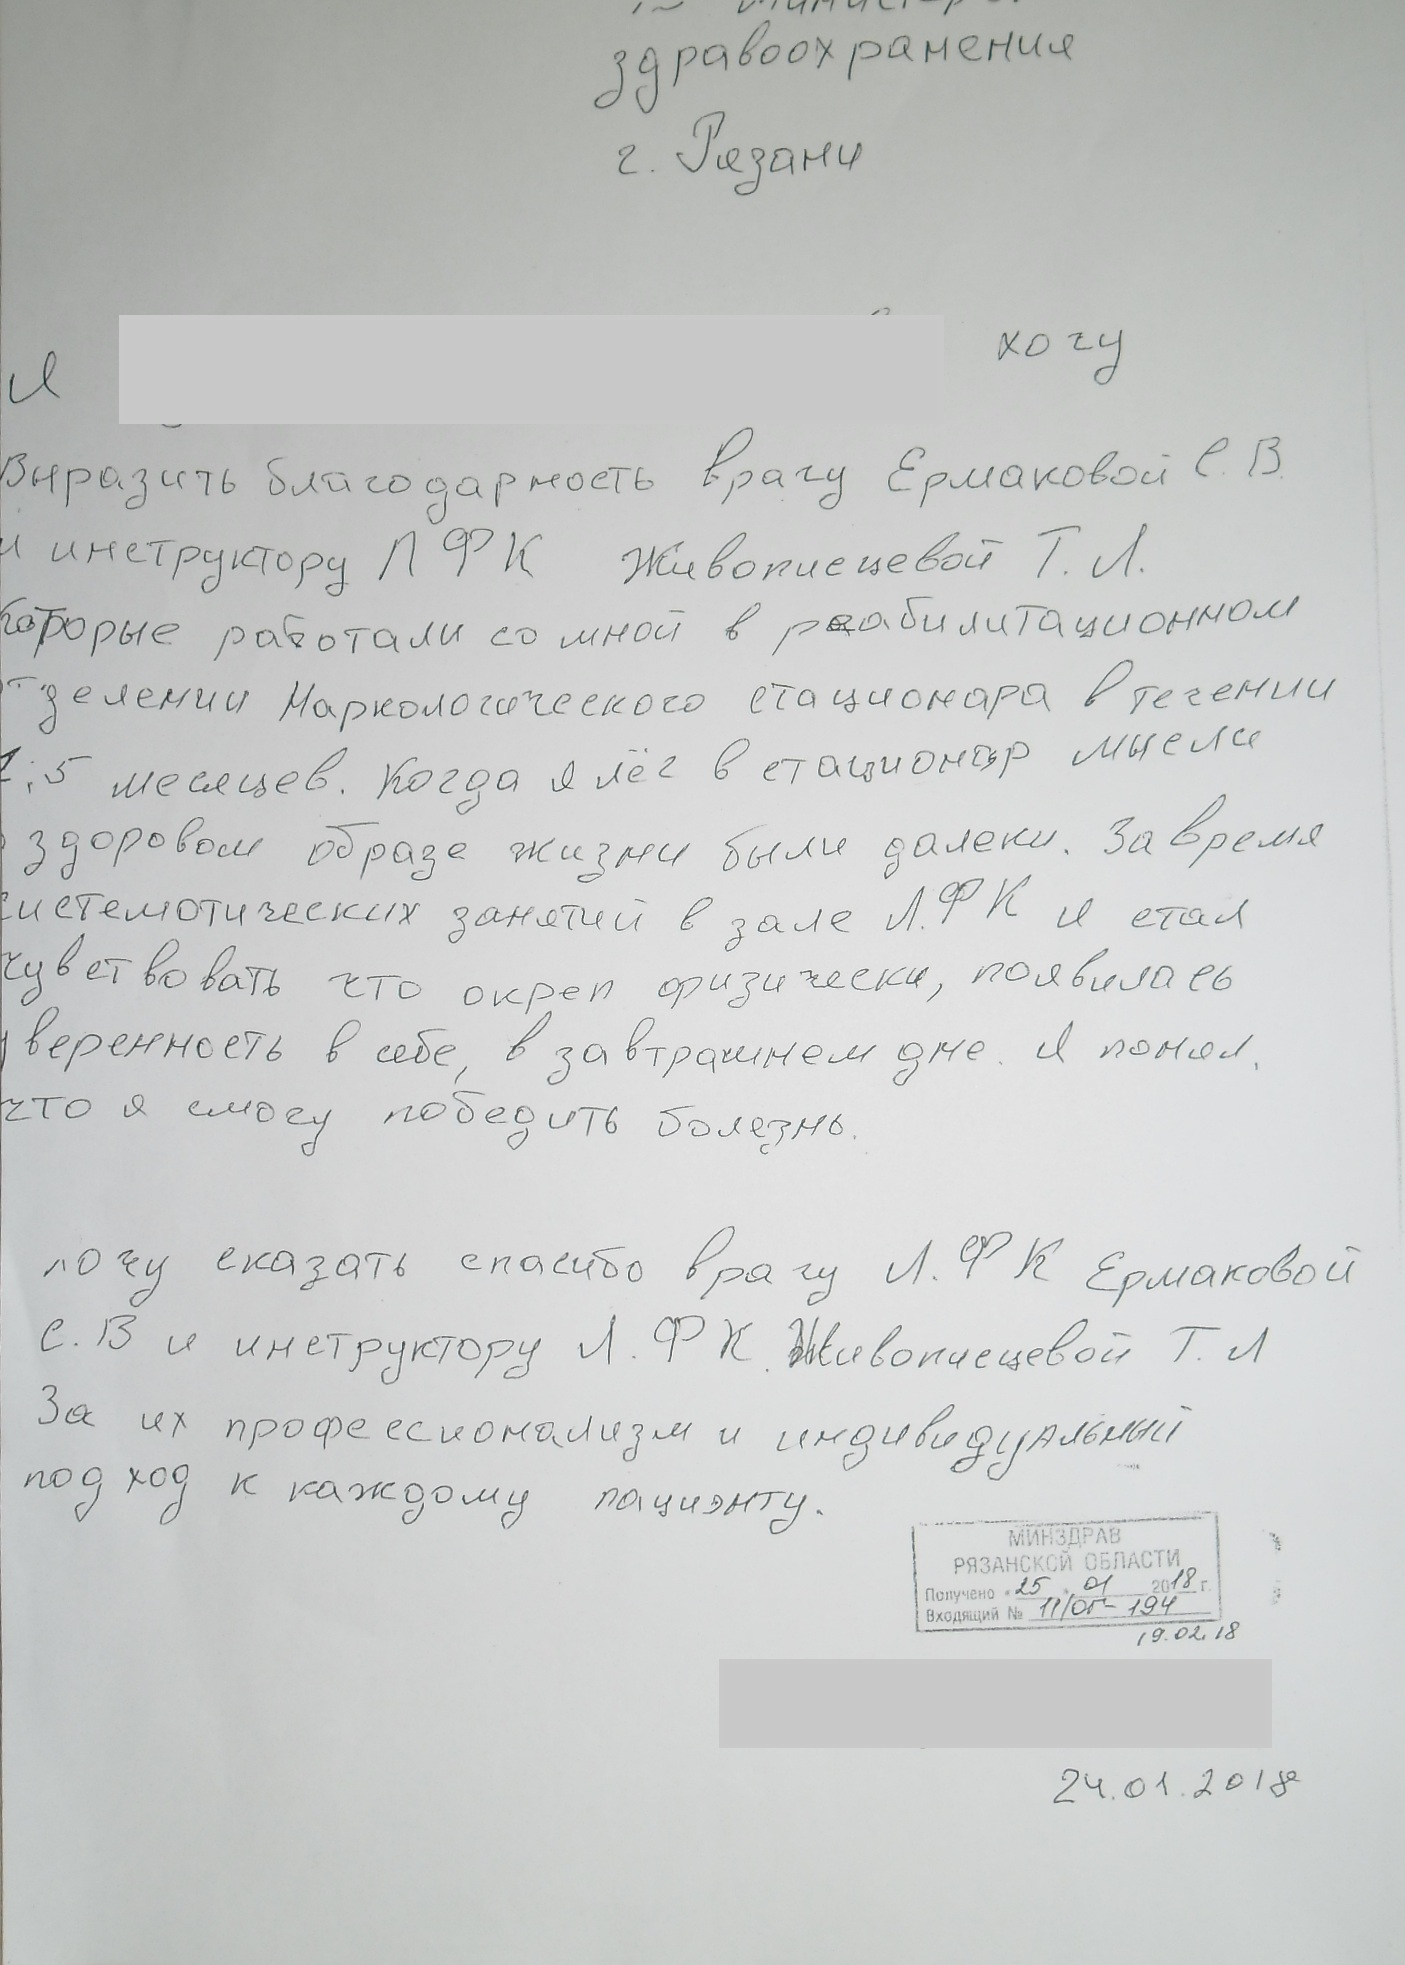 здравоохранения
г. Рязани
Я хочу
Выразить благодарность врачу Ермаковой С. В.
и инструктору ЛФК Живописцевой Т. Л.
которые работали со мной в реабилитационном
отделении Наркологического стационара в течении
5 месяцев. Когда я лёг в стационар мысли
о здоровом образе жизни были далеки. За время
систематических занятий в зале Л.ФК я стал
чувствовать что окреп физически, появилась
уверенность в себе, в завтрашнем дне. Я понял,
что я смогу победить болезнь.
хочу сказать спасибо врачу Л.ФК Ермаковой
С. В и инструктору Л.ФК. Живописцевой Т. Л
За их профессионализм и индивидуальный
подход к каждому пациэнту.
МИНЗДРАВ
РЯЗАНСКОЙ ОБЛАСТИ
Получено « 25 » 01 2018 г.
Входящий № 11/ОГ- 194
19.02.18
24.01.2018